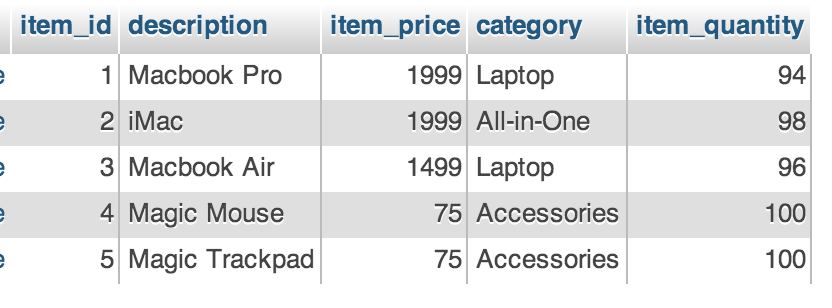 item_id description item_price category item_quantity
e 1 Macbook Pro 1999 Laptop 94
e 2 iMac 1999 All-in-One 98
e 3 Macbook Air 1499 Laptop 96
e 4 Magic Mouse 75 Accessories 100
e 5 Magic Trackpad 75 Accessories 100